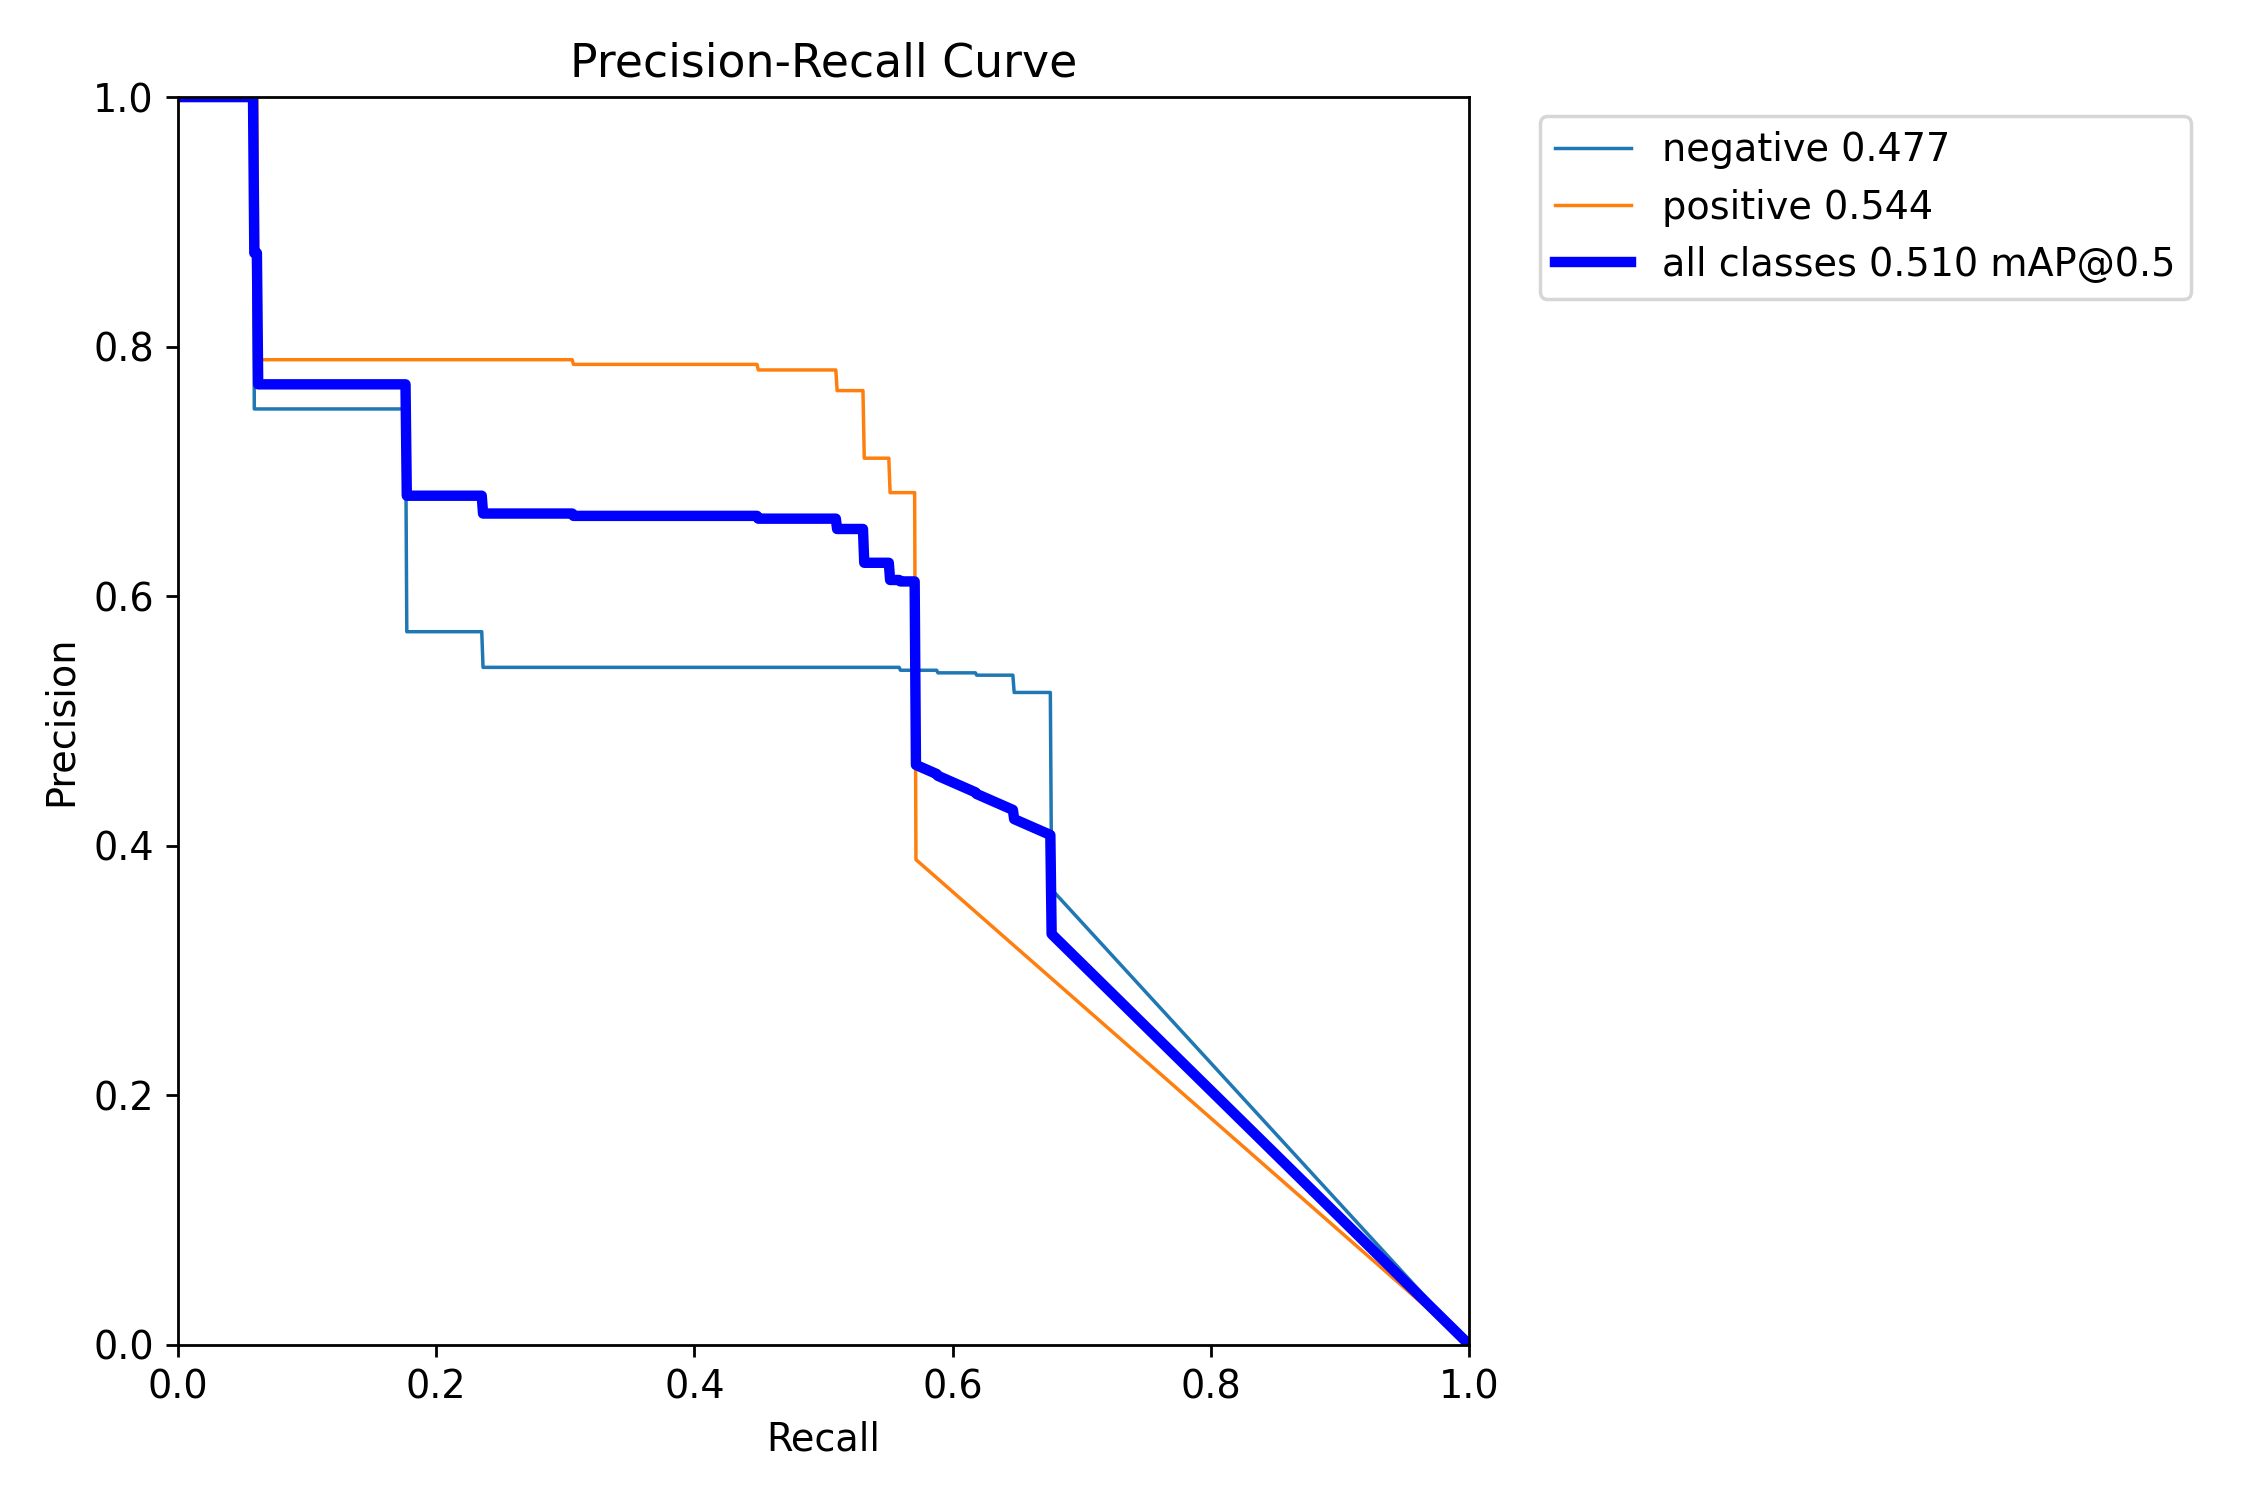 Precision-Recall Curve
negative 0.477
positive 0.544
all classes 0.510 mAP@0.5
Precision
1.0
0.8
0.6
0.4
0.2
0.0
0.0 0.2 0.4 0.6 0.8 1.0
Recall